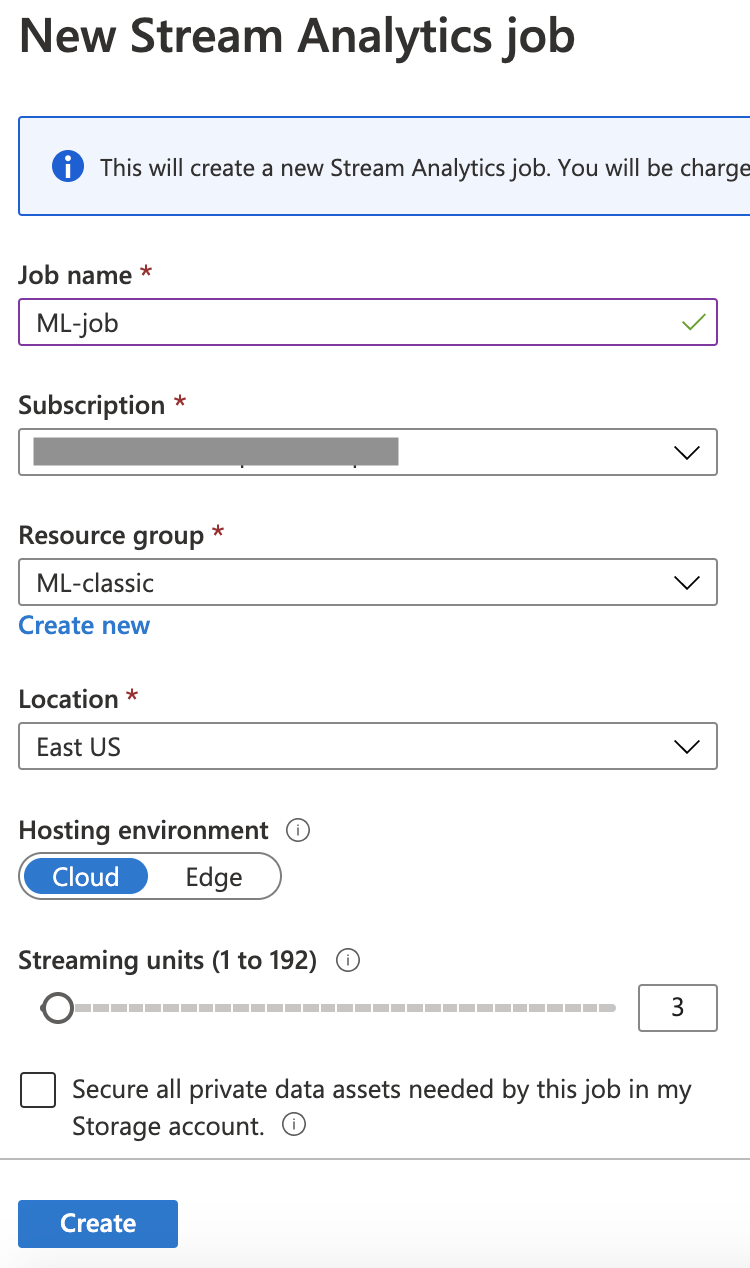 New Stream Analytics job
This will create a new Stream Analytics job. You will be charge
Job name *
ML-job
Subscription *
Resource group *
ML-classic
Create new
Location *
East US
Hosting environment
Cloud Edge
Streaming units (1 to 192)
3
Secure all private data assets needed by this job in my
Storage account.
Create